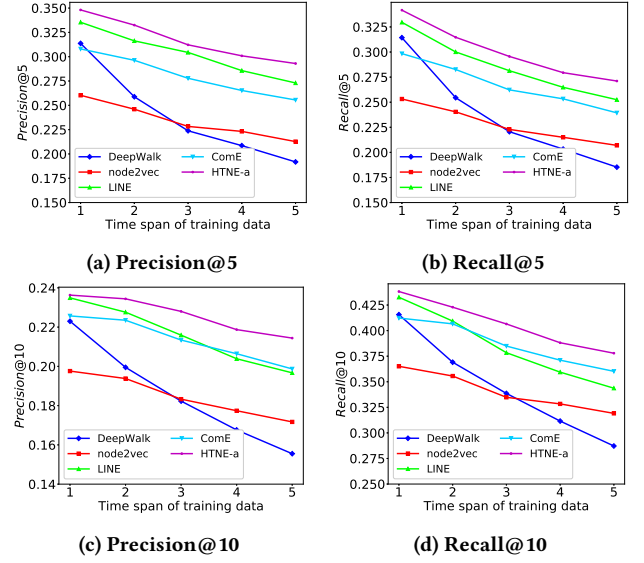 0.350
0.325
0.300
0.275
0.250
0.225
0.200
0.175
0.150
Precision@5
DeepWalk
node2vec
LINE
ComE
HTNE-a
1 2 3 4 5
Time span of training data
(a) Precision@5
0.325
0.300
0.275
0.250
0.225
0.200
0.175
0.150
Recall@5
DeepWalk
node2vec
LINE
ComE
HTNE-a
1 2 3 4 5
Time span of training data
(b) Recall@5
0.24
0.22
0.20
0.18
0.16
0.14
Precision@10
DeepWalk
node2vec
LINE
ComE
HTNE-a
1 2 3 4 5
Time span of training data
(c) Precision@10
0.425
0.400
0.375
0.350
0.325
0.300
0.275
0.250
Recall@10
DeepWalk
node2vec
LINE
ComE
HTNE-a
1 2 3 4 5
Time span of training data
(d) Recall@10